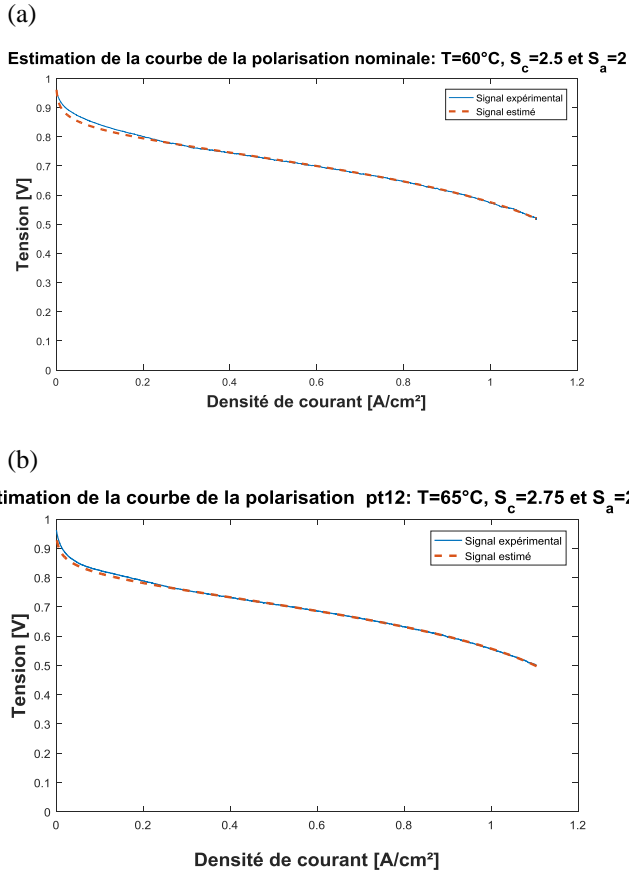 (a)
Estimation de la courbe de la polarisation nominale: T=60°C, S_c=2.5 et S_a=2
1
0.9
0.8
0.7
0.6
0.5
0.4
0.3
0.2
0.1
0
Tension [V]
Signal expérimental
Signal estimé
0 0.2 0.4 0.6 0.8 1 1.2
Densité de courant [A/cm²]
(b)
timation de la courbe de la polarisation pt12: T=65°C, S_c=2.75 et S_a=2
1
0.9
0.8
0.7
0.6
0.5
0.4
0.3
0.2
0.1
0
Tension [V]
Signal expérimental
Signal estimé
0 0.2 0.4 0.6 0.8 1 1.2
Densité de courant [A/cm²]